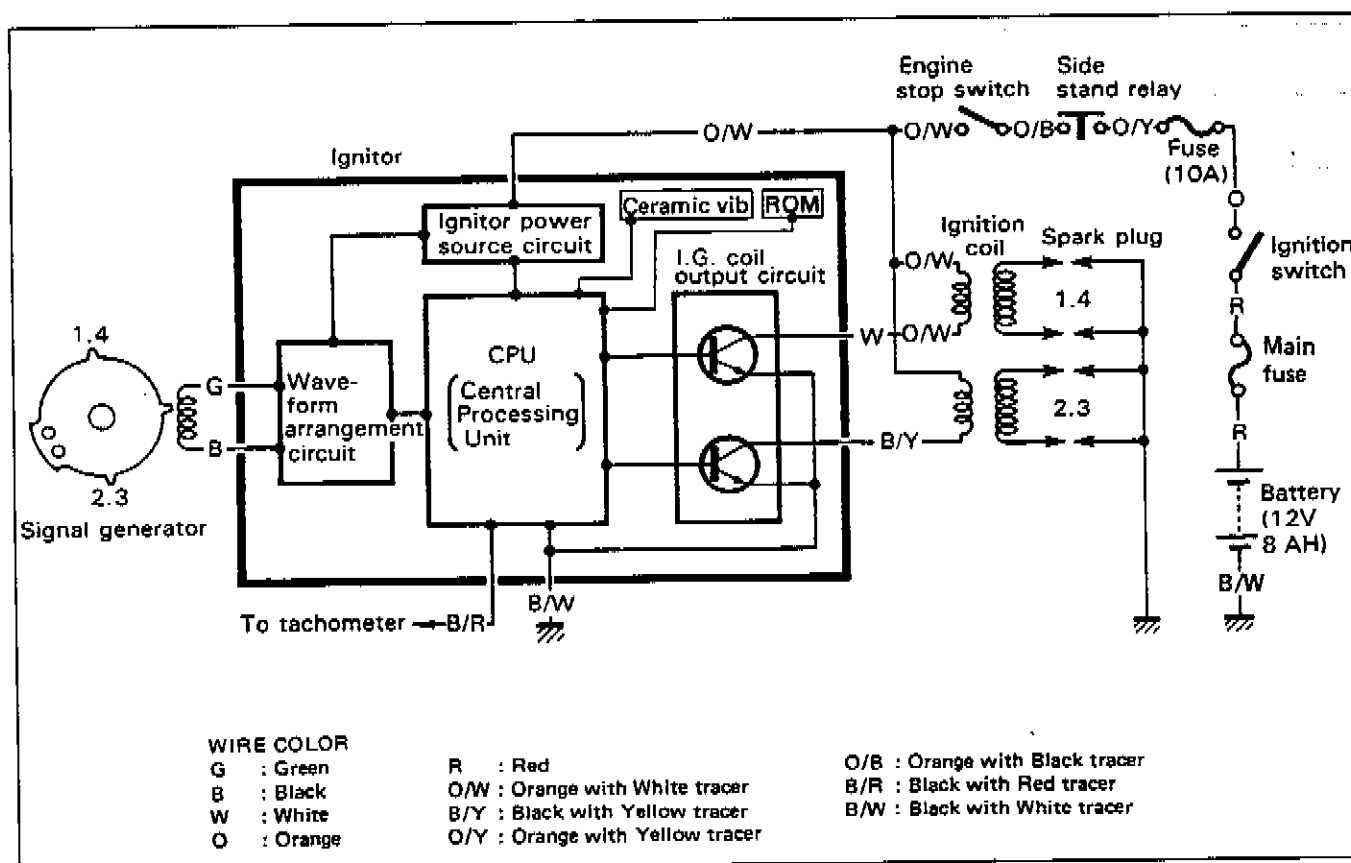 Engine
stop switch
Side
stand relay
O/W
O/W
O/B
O/Y
Fuse
(10A)
Ignitor
O
Ceramic vib
ROM
Ignitor power
source circuit
Ignition
coil
Spark plug
Ignition
switch
I.G. coil
output circuit
O/W
1.4
R
1.4
W
O/W
Main
fuse
CPU
(Central
Processing
Unit)
G
Wave-
form
arrangement
circuit
2.3
B
B/Y
R
2.3
Signal generator
Battery
(12V
8 AH)
B/W
B/W
To tachometer
B/R
WIRE COLOR
G : Green
B : Black
W : White
O : Orange
R : Red
O/W : Orange with White tracer
B/Y : Black with Yellow tracer
O/Y : Orange with Yellow tracer
O/B : Orange with Black tracer
B/R : Black with Red tracer
B/W : Black with White tracer